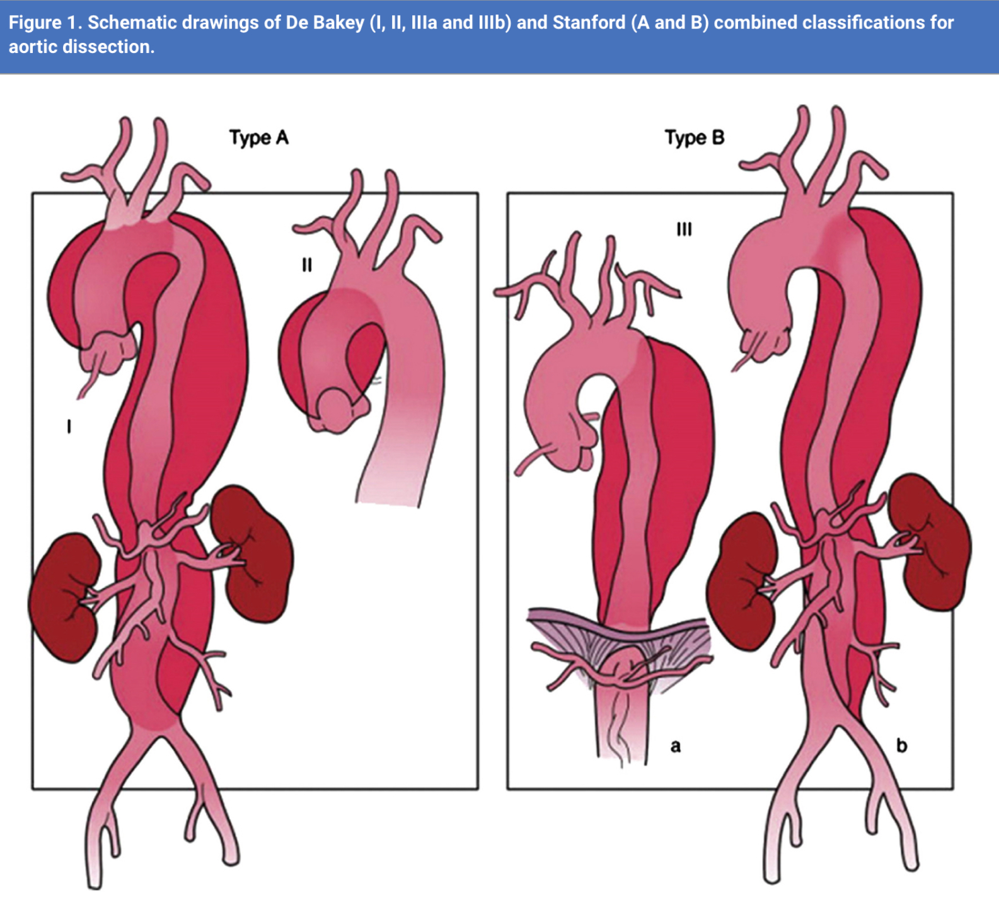 Figure 1. Schematic drawings of De Bakey (I, II, IIIa and IIIb) and Stanford (A and B) combined classifications for
aortic dissection.
Type A
Type B
I
II
III
a
b